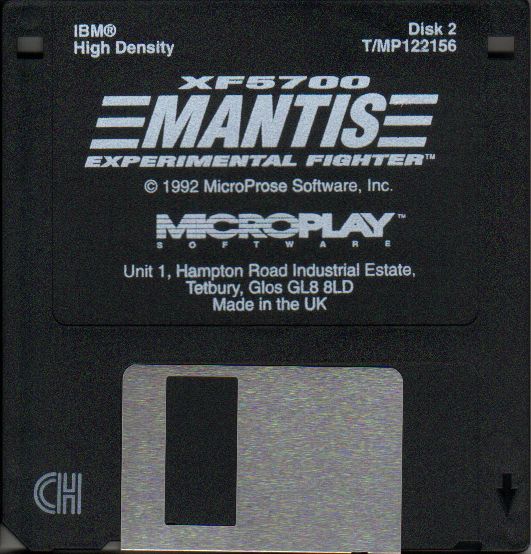 IBM® Disk 2
High Density T/MP122156
XF5700
MANTIS
EXPERIMENTAL FIGHTER™
© 1992 MicroProse Software, Inc.
MICROPLAY™
SOFTWARE
Unit 1, Hampton Road Industrial Estate,
Tetbury, Glos GL8 8LD
Made in the UK
CH